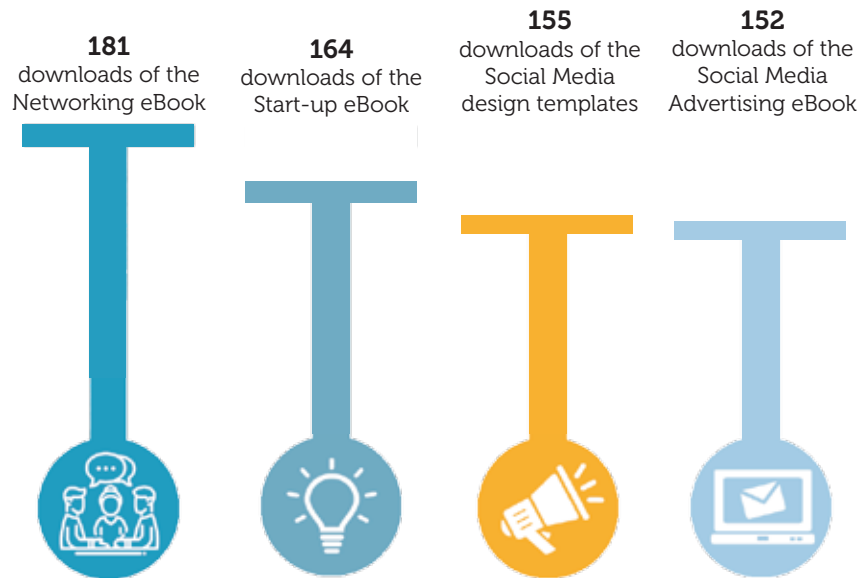 181
downloads of the
Networking eBook
164
downloads of the
Start-up eBook
155
downloads of the
Social Media
design templates
152
downloads of the
Social Media
Advertising eBook